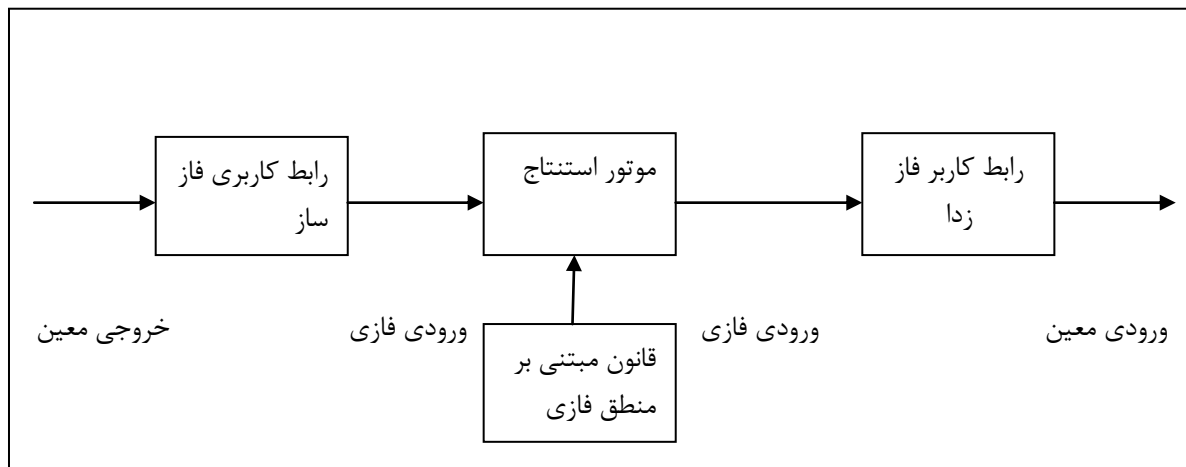 رابط کاربری فاز
ساز
موتور استنتاج
رابط کاربر فاز
زدا
خروجی معین
ورودی فازی
ورودی فازی
ورودی معین
قانون مبتنی بر
منطق فازی